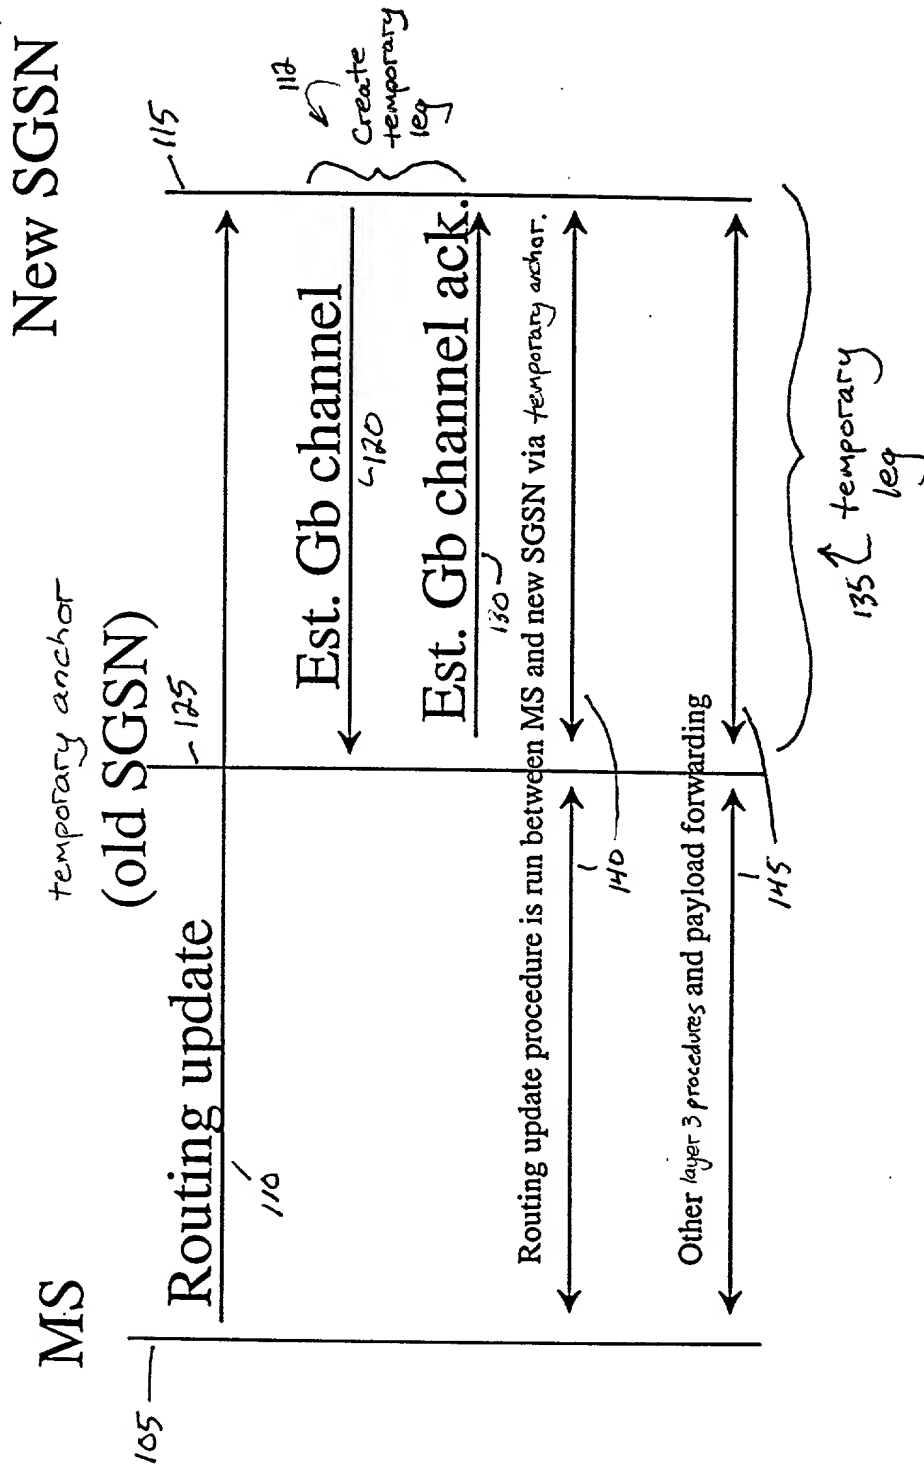 MS
temporary anchor
(old SGSN)
New SGSN
105
125
115
Routing update
110
Est. Gb channel
120
112
Create
temporary
leg
Est. Gb channel ack.
130
Routing update procedure is run between MS and new SGSN via temporary anchor.
140
Other layer 3 procedures and payload forwarding
145
135
temporary
leg